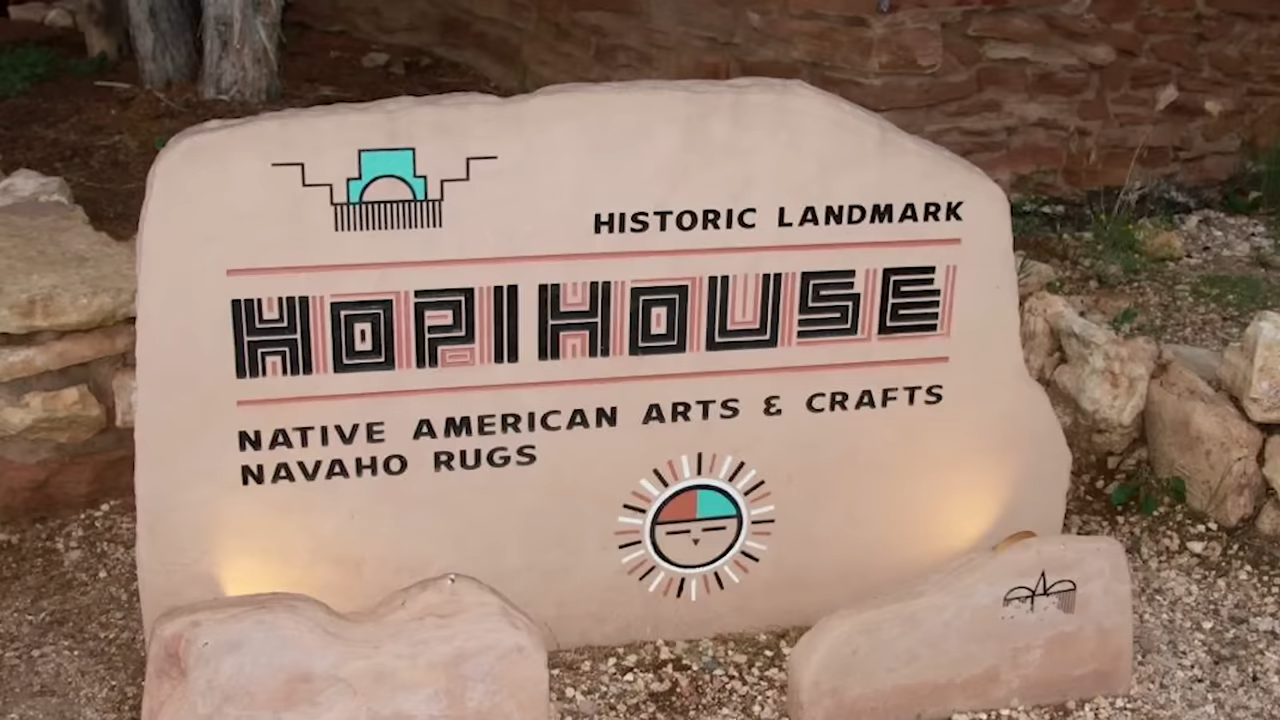 HISTORIC LANDMARK
HOPI HOUSE
NATIVE AMERICAN ARTS & CRAFTS
NAVAHO RUGS